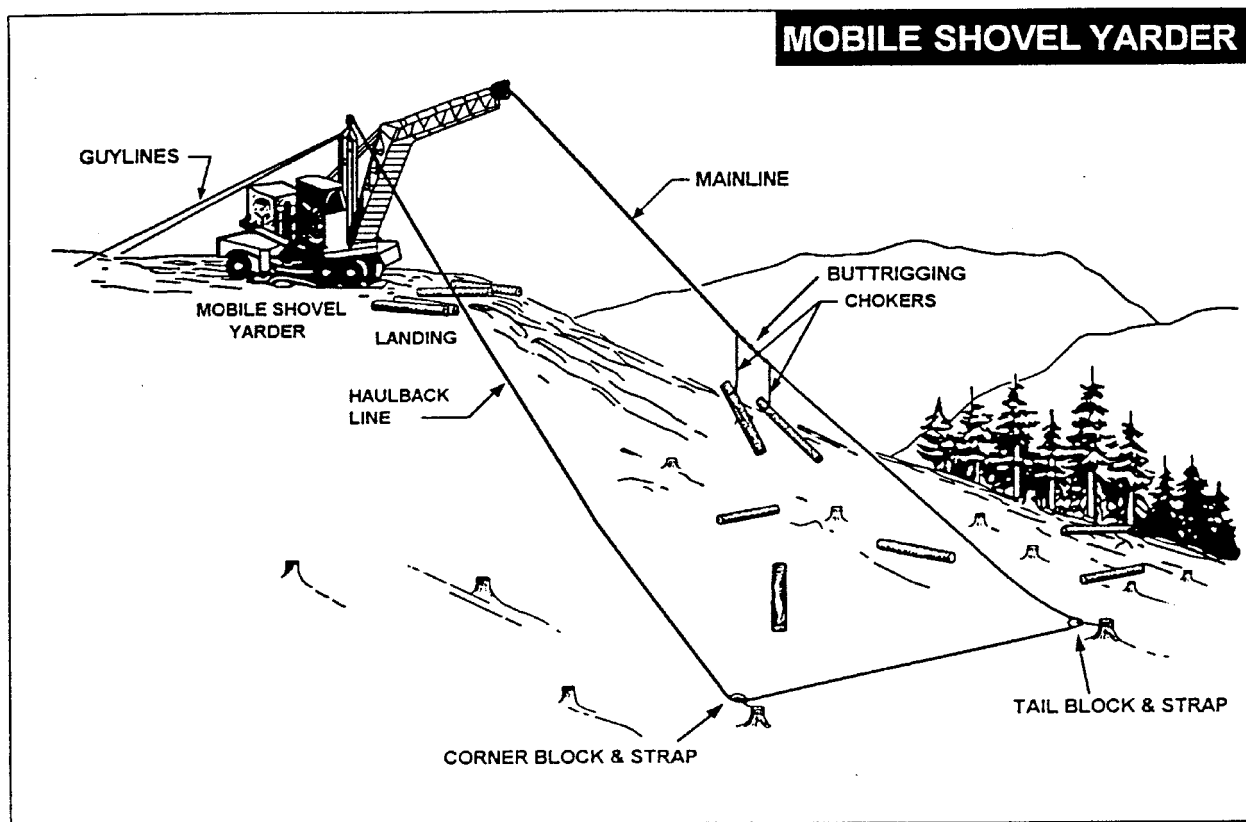 MOBILE SHOVEL YARDER
GUYLINES
MAINLINE
BUTTRIGGING
CHOKERS
MOBILE SHOVEL
YARDER
LANDING
HAULBACK
LINE
TAIL BLOCK & STRAP
CORNER BLOCK & STRAP